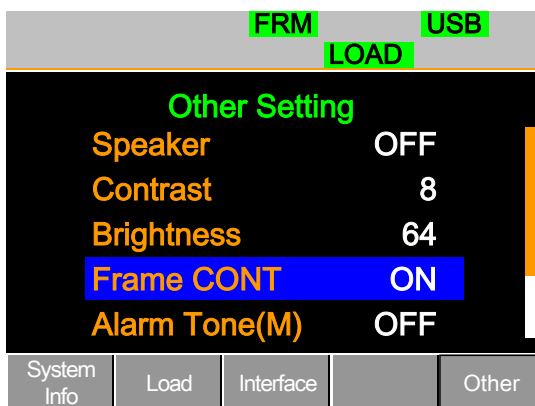 FRM USB
LOAD
Other Setting
Speaker OFF
Contrast 8
Brightness 64
Frame CONT ON
Alarm Tone(M) OFF
System Info Load Interface Other